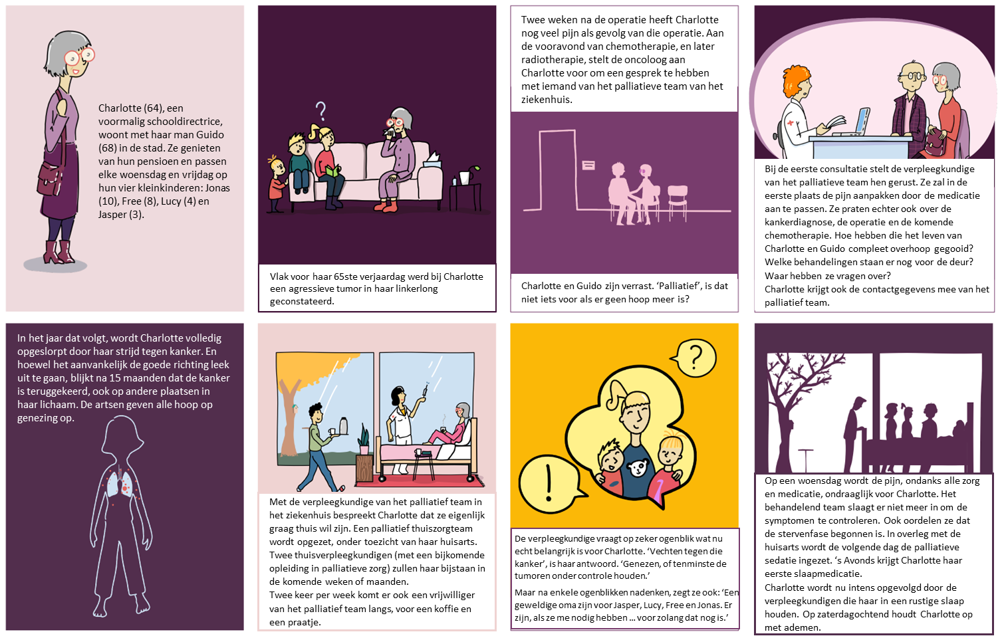 Charlotte (64), een
voormalig schooldirectrice,
woont met haar man Guido
(68) in de stad. Ze genieten
van hun pensioen en passen
elke woensdag en vrijdag op
hun vier kleinkinderen: Jonas
(10), Free (8), Lucy (4) en
Jasper (3).
?
Vlak voor haar 65ste verjaardag werd bij Charlotte
een agressieve tumor in haar linkerlong
geconstateerd.
Twee weken na de operatie heeft Charlotte
nog veel pijn als gevolg van die operatie. Aan
de vooravond van chemotherapie, en later
radiotherapie, stelt de oncoloog aan
Charlotte voor om een gesprek te hebben
met iemand van het palliatieve team van het
ziekenhuis.
Charlotte en Guido zijn verrast. ‘Palliatief’, is dat
niet iets voor als er geen hoop meer is?
Bij de eerste consultatie stelt de verpleegkundige
van het palliatieve team hen gerust. Ze zal in de
eerste plaats de pijn aanpakken door de medicatie
aan te passen. Ze praten echter ook over de
kankerdiagnose, de operatie en de komende
chemotherapie. Hoe hebben die het leven van
Charlotte en Guido compleet overhoop gegooid?
Welke behandelingen staan er nog voor de deur?
Waar hebben ze vragen over?
Charlotte krijgt ook de contactgegevens mee van het
palliatief team.
In het jaar dat volgt, wordt Charlotte volledig
opgeslorpt door haar strijd tegen kanker. En
hoewel het aanvankelijk de goede richting leek
uit te gaan, blijkt na 15 maanden dat de kanker
is teruggekeerd, ook op andere plaatsen in
haar lichaam. De artsen geven alle hoop op
genezing op.
Met de verpleegkundige van het palliatief team in
het ziekenhuis bespreekt Charlotte dat ze eigenlijk
graag thuis wil zijn. Een palliatief thuiszorgteam
wordt opgezet, onder toezicht van haar huisarts.
Twee thuisverpleegkundigen (met een bijkomende
opleiding in palliatieve zorg) zullen haar bijstaan in
de komende weken of maanden.
Twee keer per week komt er ook een vrijwilliger
van het palliatief team langs, voor een koffie en
een praatje.
?
!
De verpleegkundige vraagt op zeker ogenblik wat nu
echt belangrijk is voor Charlotte. ‘Vechten tegen die
kanker’, is haar antwoord. ‘Genezen, of tenminste de
tumoren onder controle houden.’
Maar na enkele ogenblikken nadenken, zegt ze ook: ‘Een
geweldige oma zijn voor Jasper, Lucy, Free en Jonas. Er
zijn, als ze me nodig hebben ... voor zolang dat nog is.’
Op een woensdag wordt de pijn, ondanks alle zorg
en medicatie, ondraaglijk voor Charlotte. Het
behandelend team slaagt er niet meer in om de
symptomen te controleren. Ook oordelen ze dat
de stervenfase begonnen is. In overleg met de
huisarts wordt de volgende dag de palliatieve
sedatie ingezet. ‘s Avonds krijgt Charlotte haar
eerste slaapmedicatie.
Charlotte wordt nu intens opgevolgd door de
verpleegkundigen die haar in een rustige slaap
houden. Op zaterdagochtend houdt Charlotte op
met ademen.